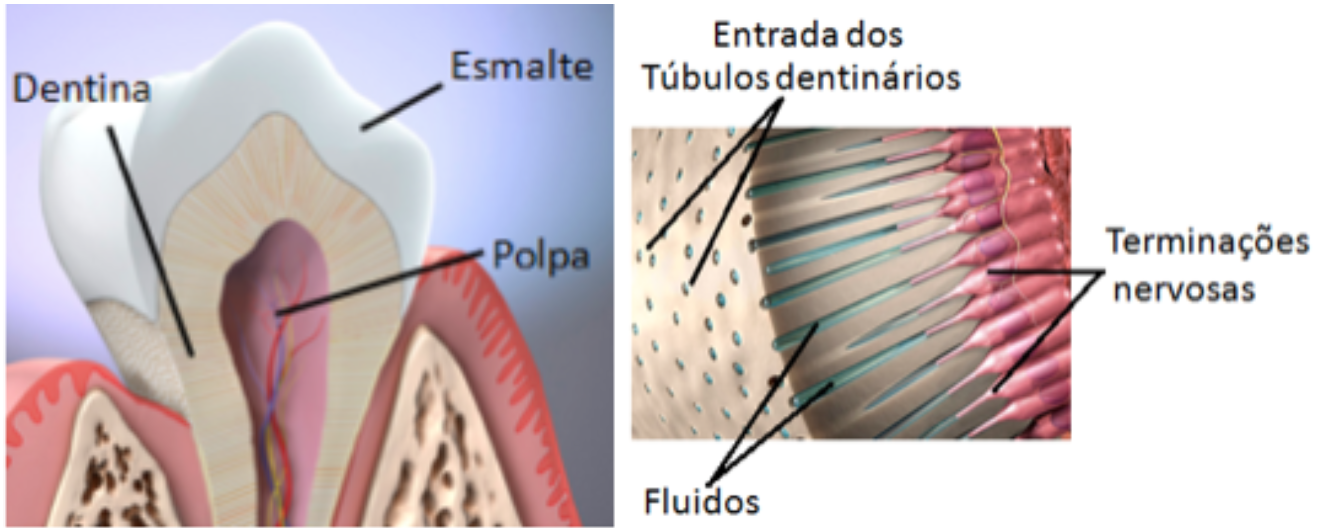 Dentina
Esmalte
Polpa
Entrada dos
Túbulos dentinários
Terminações
nervosas
Fluidos